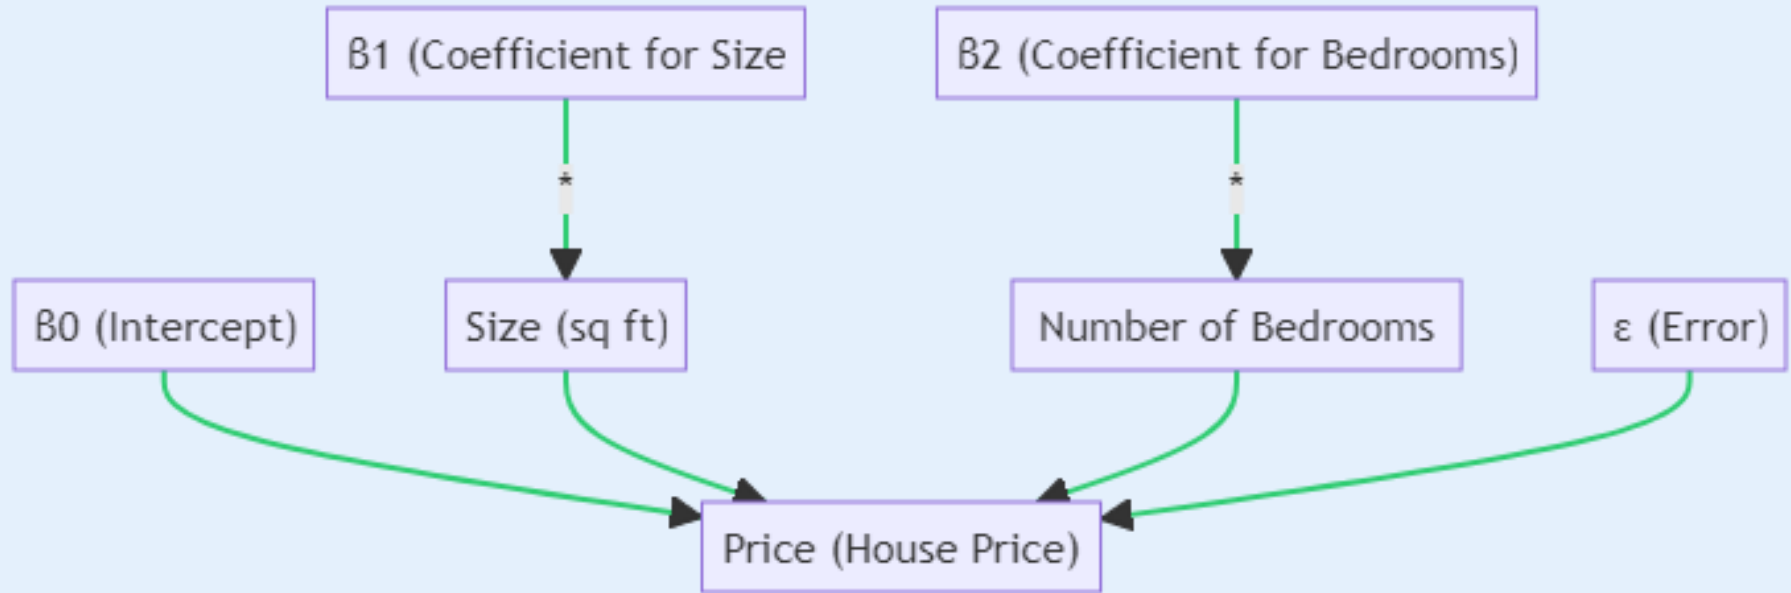 β1 (Coefficient for Size
β2 (Coefficient for Bedrooms)
*
*
β0 (Intercept)
Size (sq ft)
Number of Bedrooms
ε (Error)
Price (House Price)